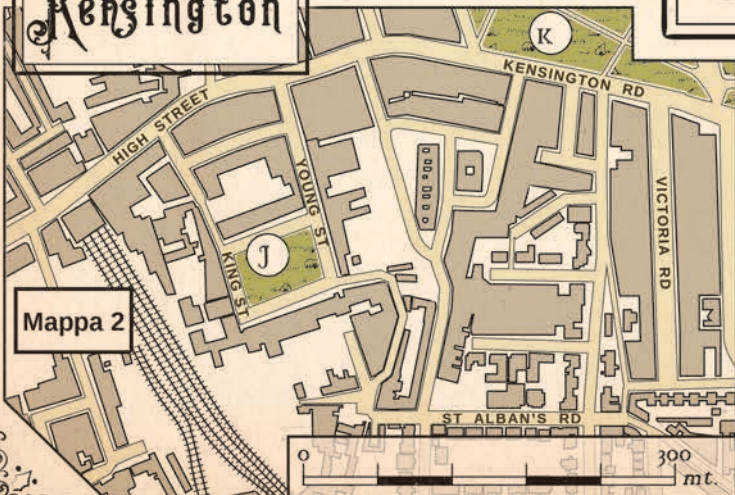 Kensington
K
KENSINGTON RD
HIGH STREET
YOUNG ST
VICTORIA RD
J
KING ST
Mappa 2
ST ALBAN'S RD
0 300
mt.